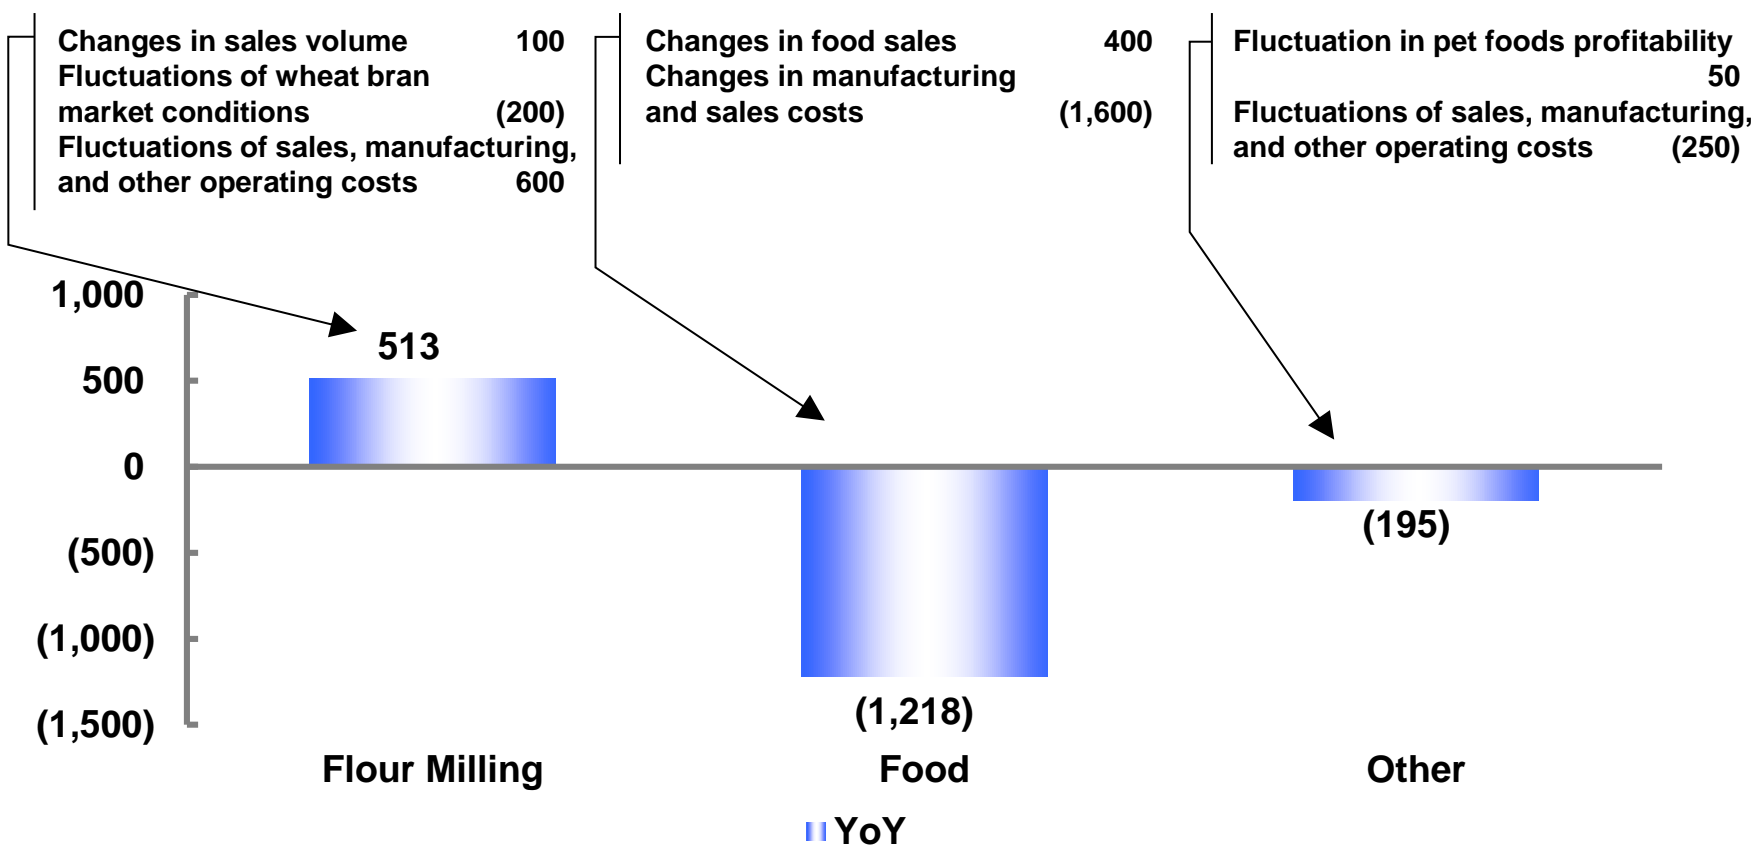 Changes in sales volume 100
Fluctuations of wheat bran
market conditions (200)
Fluctuations of sales, manufacturing,
and other operating costs 600
Changes in food sales 400
Changes in manufacturing
and sales costs (1,600)
Fluctuation in pet foods profitability
50
Fluctuations of sales, manufacturing,
and other operating costs (250)
1,000
500
0
(500)
(1,000)
(1,500)
513
(1,218)
(195)
Flour Milling
Food
Other
YoY